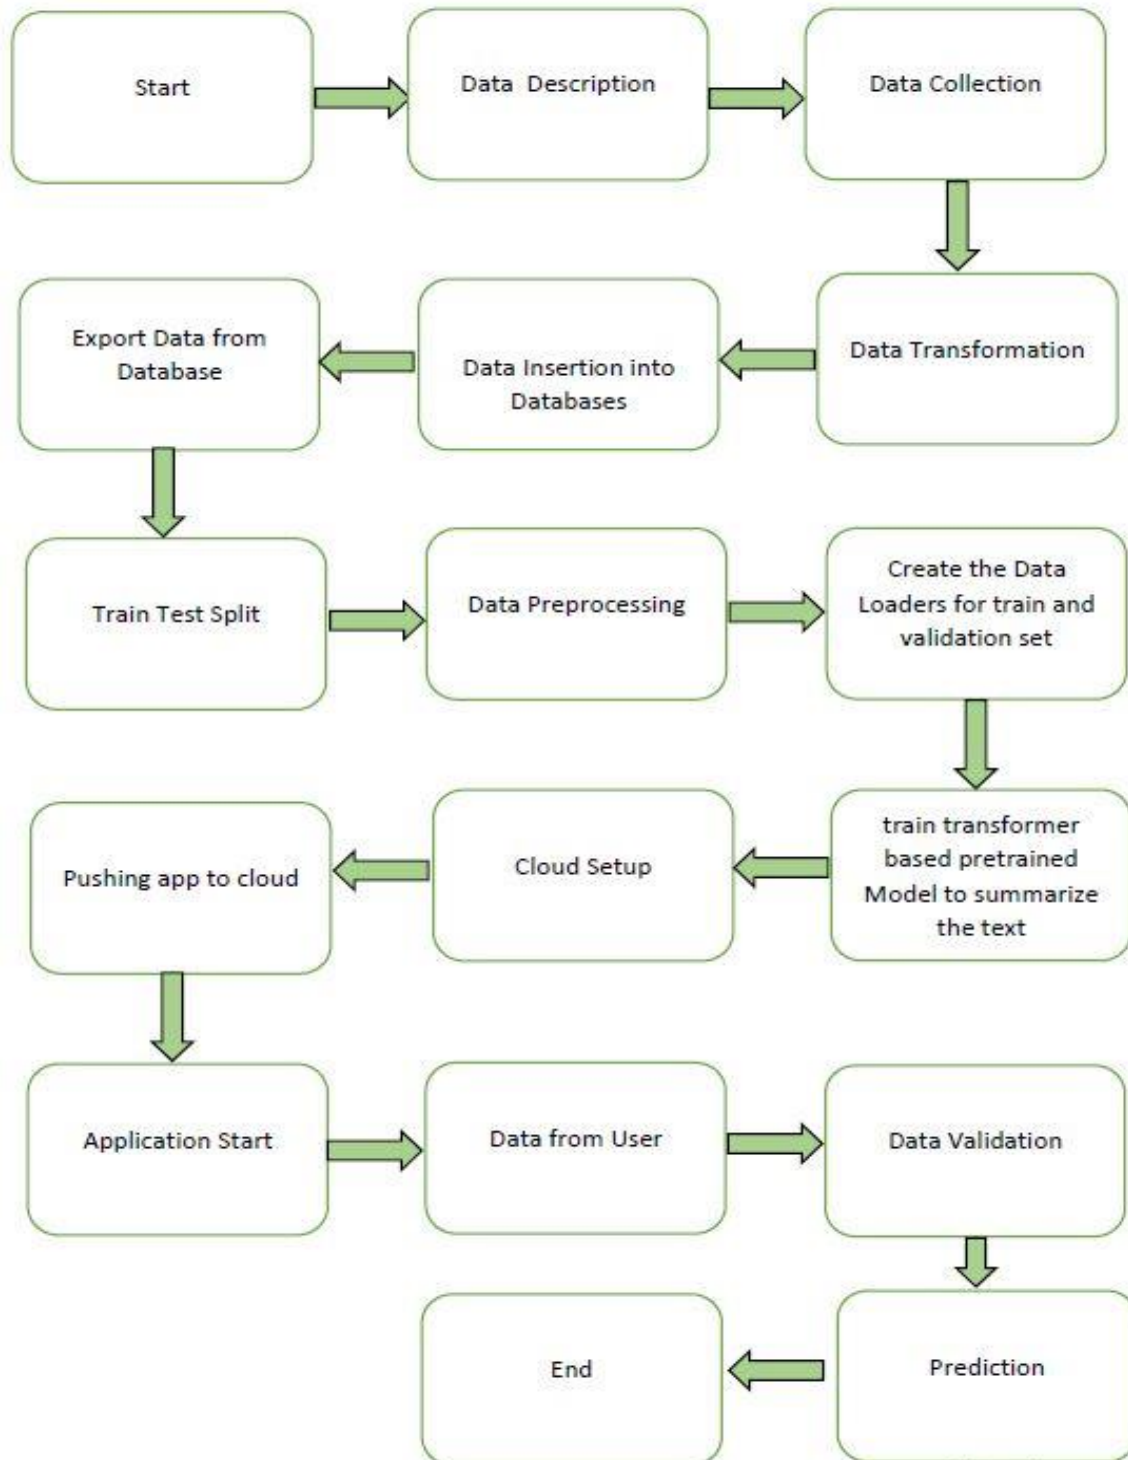 Start
Data Description
Data Collection
Data Transformation
Data Insertion into
Databases
Export Data from
Database
Train Test Split
Data Preprocessing
Create the Data
Loaders for train and
validation set
train transformer
based pretrained
Model to summarize
the text
Cloud Setup
Pushing app to cloud
Application Start
Data from User
Data Validation
Prediction
End